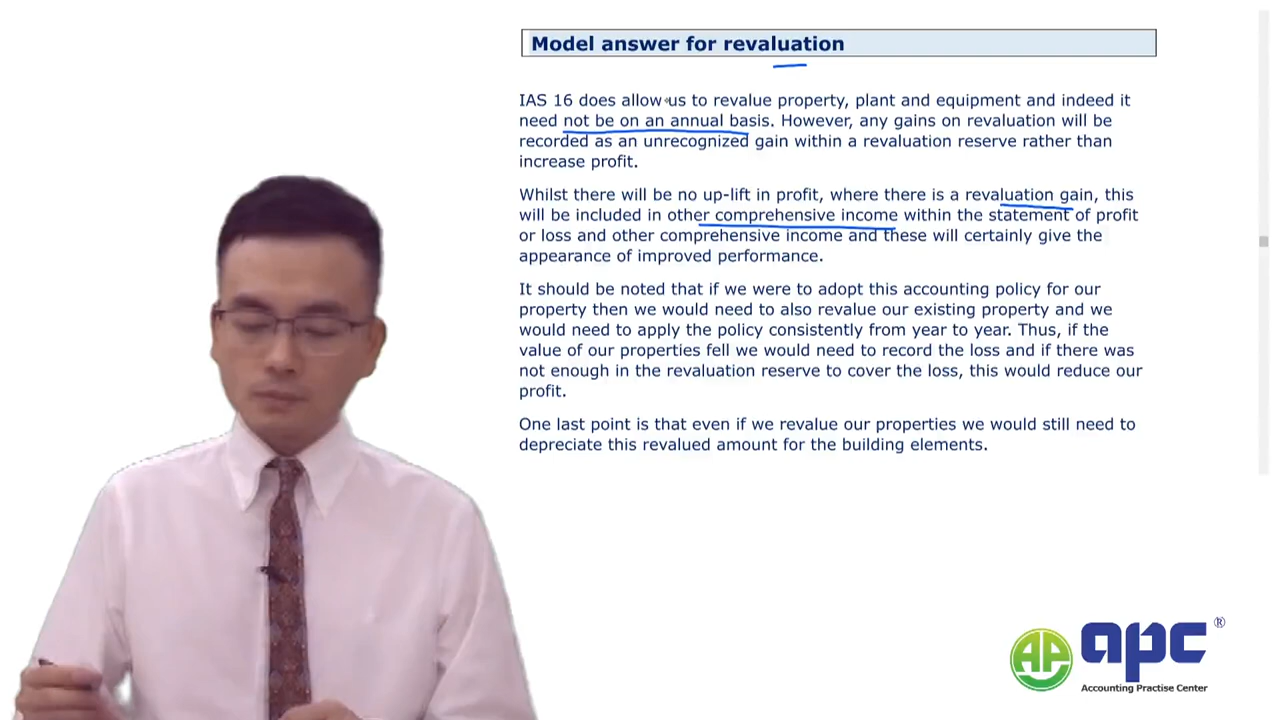 Model answer for revaluation
IAS 16 does allow us to revalue property, plant and equipment and indeed it
need not be on an annual basis. However, any gains on revaluation will be
recorded as an unrecognized gain within a revaluation reserve rather than
increase profit.
Whilst there will be no up-lift in profit, where there is a revaluation gain, this
will be included in other comprehensive income within the statement of profit
or loss and other comprehensive income and these will certainly give the
appearance of improved performance.
It should be noted that if we were to adopt this accounting policy for our
property then we would need to also revalue our existing property and we
would need to apply the policy consistently from year to year. Thus, if the
value of our properties fell we would need to record the loss and if there was
not enough in the revaluation reserve to cover the loss, this would reduce our
profit.
One last point is that even if we revalue our properties we would still need to
depreciate this revalued amount for the building elements.
AP apc ®
Accounting Practise Center